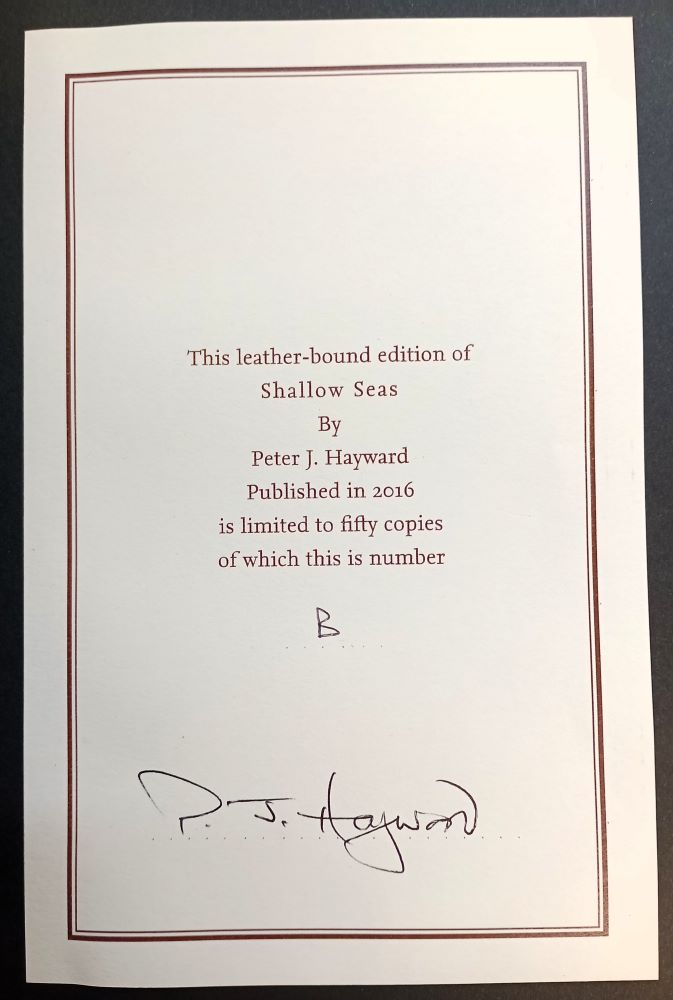 This leather-bound edition of
Shallow Seas
By
Peter J. Hayward
Published in 2016
is limited to fifty copies
of which this is number
B
P. J. Hayward